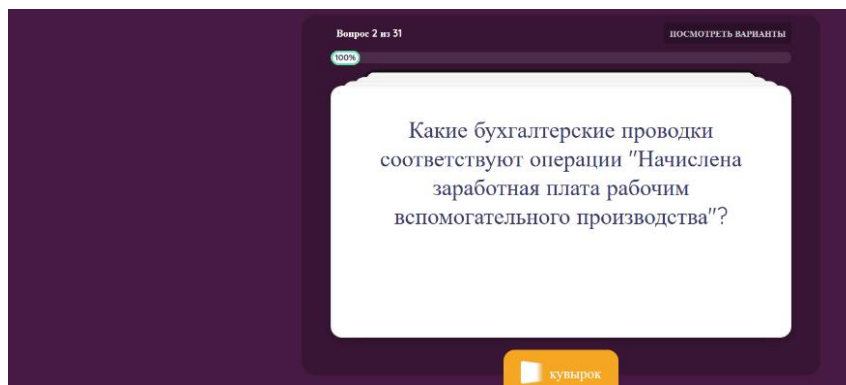 Вопрос 2 из 31
ПОСМОТРЕТЬ ВАРИАНТЫ
100%
Какие бухгалтерские проводки
соответствуют операции "Начислена
заработная плата рабочим
вспомогательного производства"?
кувырок